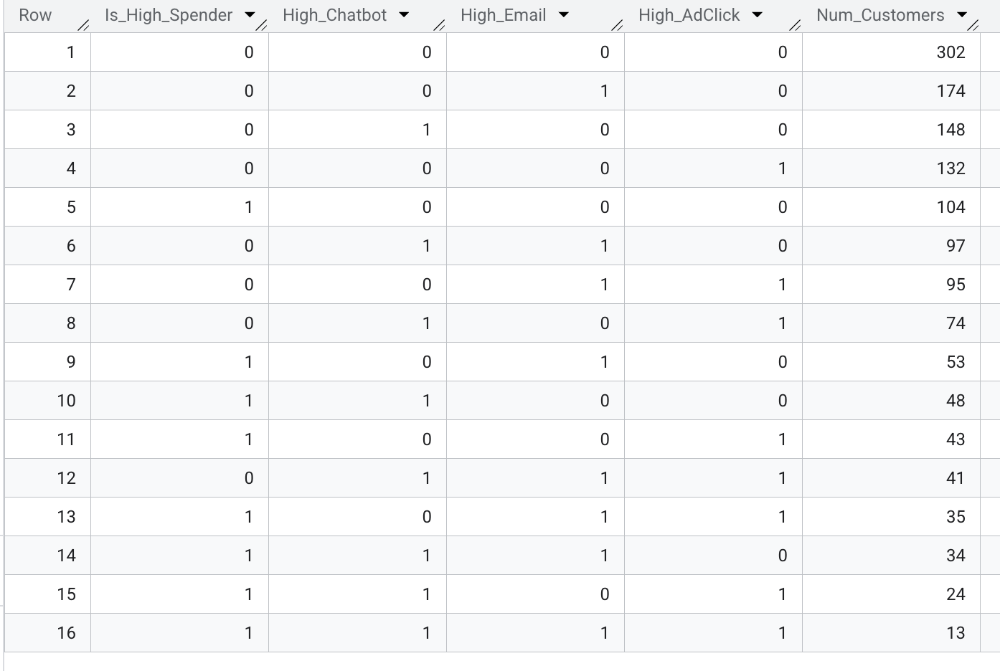 Row Is_High_Spender High_Chatbot High_Email High_AdClick Num_Customers
1 0 0 0 0 302
2 0 0 1 0 174
3 0 1 0 0 148
4 0 0 0 1 132
5 1 0 0 0 104
6 0 1 1 0 97
7 0 0 1 1 95
8 0 1 0 1 74
9 1 0 1 0 53
10 1 1 0 0 48
11 1 0 0 1 43
12 0 1 1 1 41
13 1 0 1 1 35
14 1 1 1 0 34
15 1 1 0 1 24
16 1 1 1 1 13